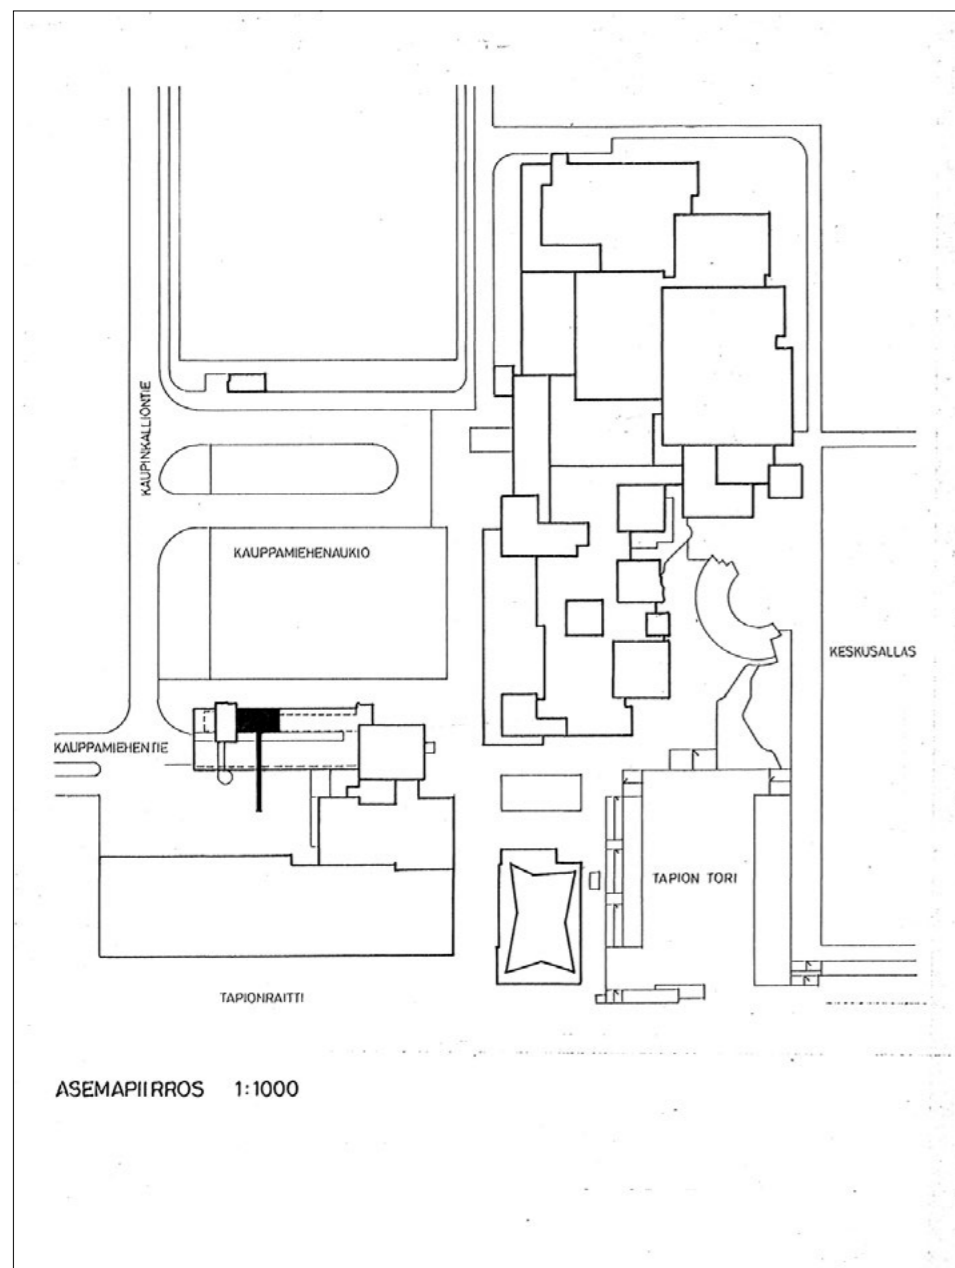 KAUPINKALLIONTIE
KAUPPAMIEHENAUKIO
KESKUSALLAS
KAUPPAMIEHENTIE
TAPION TORI
TAPIONRAITTI
ASEMAPIIRROS 1:1000